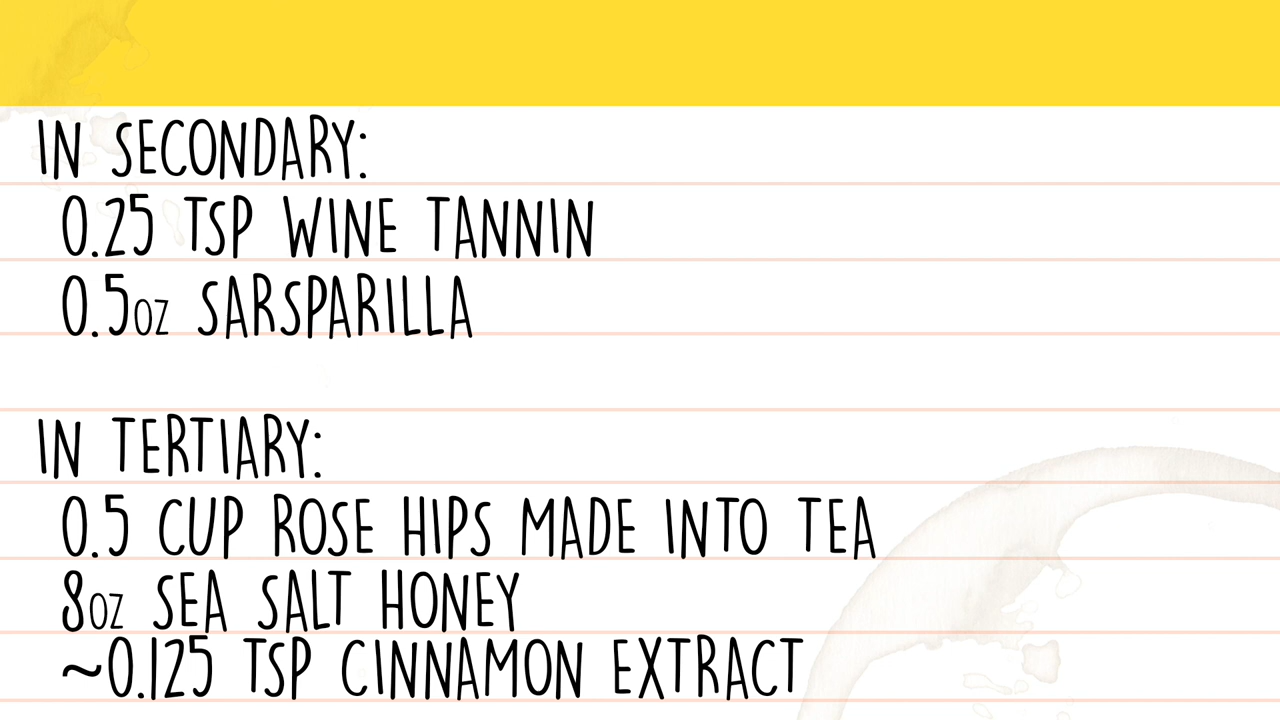 IN SECONDARY:
0.25 TSP WINE TANNIN
0.5OZ SARSPARILLA
IN TERTIARY:
0.5 CUP ROSE HIPS MADE INTO TEA
8OZ SEA SALT HONEY
~0.125 TSP CINNAMON EXTRACT